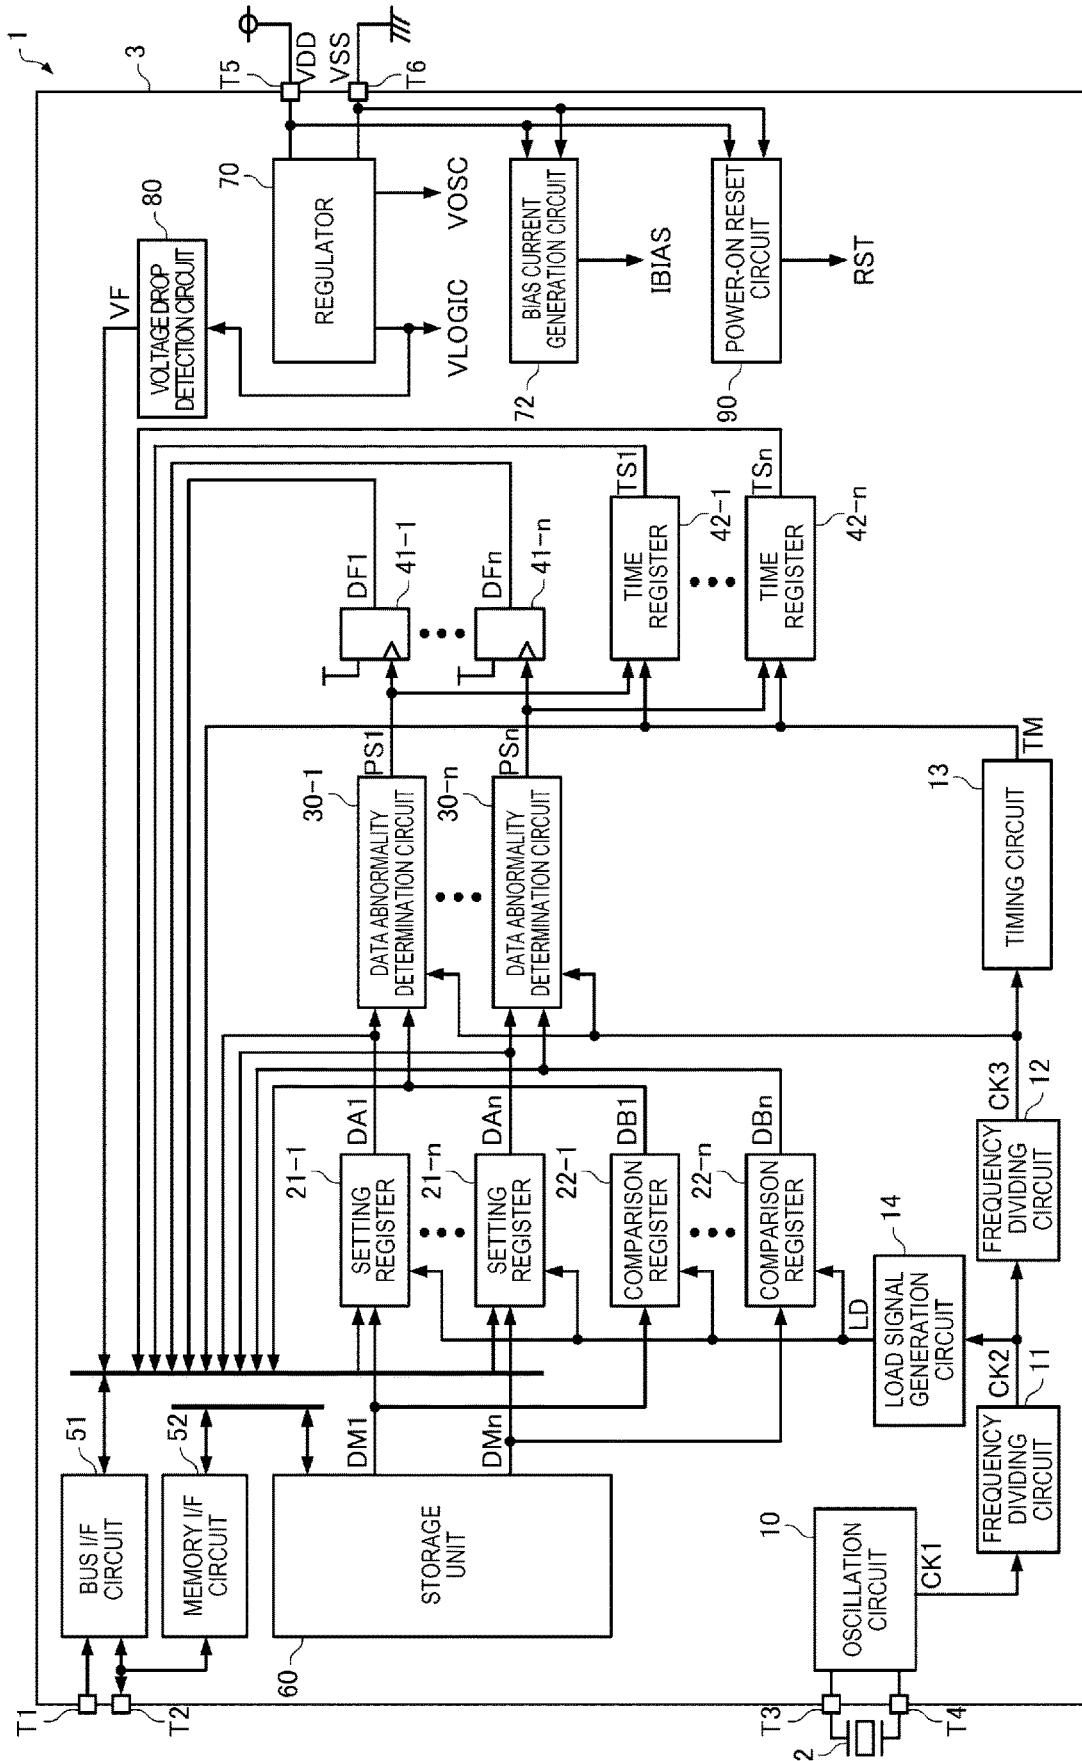 1
3
T1
T2
BUS I/F
CIRCUIT
51
MEMORY I/F
CIRCUIT
52
STORAGE
UNIT
60
DM1
DMn
2
T3
T4
OSCILLATION
CIRCUIT
10
CK1
FREQUENCY
DIVIDING
CIRCUIT
11
CK2
LOAD SIGNAL
GENERATION
CIRCUIT
14
LD
FREQUENCY
DIVIDING
CIRCUIT
12
CK3
TIMING CIRCUIT
13
TM
SETTING
REGISTER
21-1
DA1
SETTING
REGISTER
21-n
DAn
COMPARISON
REGISTER
22-1
DB1
COMPARISON
REGISTER
22-n
DBn
DATA ABNORMALITY
DETERMINATION CIRCUIT
30-1
PS1
DATA ABNORMALITY
DETERMINATION CIRCUIT
30-n
PSn
DF1
41-1
DFn
41-n
TIME
REGISTER
TS1
42-1
TIME
REGISTER
TSn
42-n
VF
VOLTAGE DROP
DETECTION CIRCUIT
80
REGULATOR
70
VLOGIC
VOSC
BIAS CURRENT
GENERATION CIRCUIT
72
IBIAS
POWER-ON RESET
CIRCUIT
90
RST
T5
VDD
VSS
T6